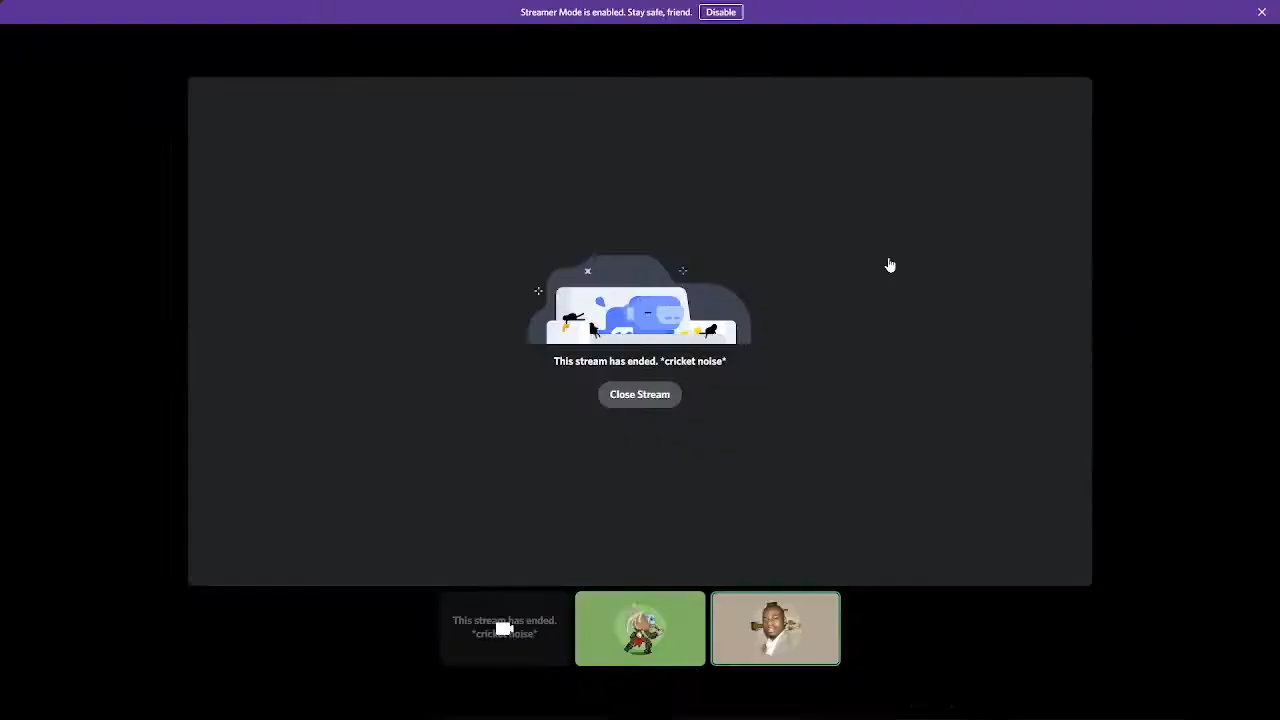 Streamer Mode is enabled. Stay safe, friend. Disable
This stream has ended. *cricket noise*
Close Stream
This stream has ended.
*cricket noise*